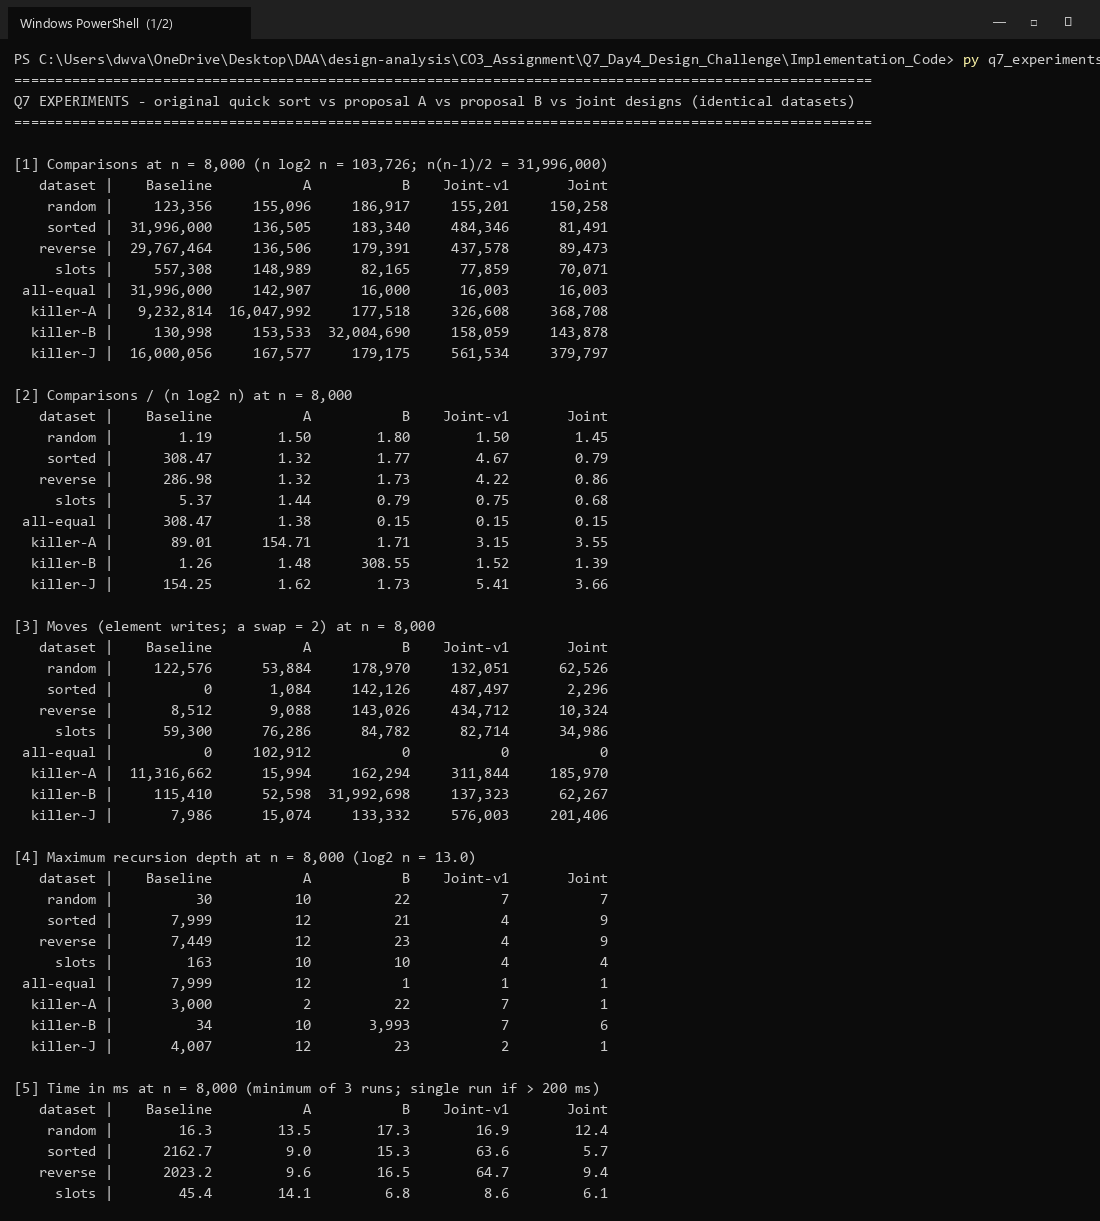 Windows PowerShell (1/2)
PS C:\Users\dwva\OneDrive\Desktop\DAA\design-analysis\CO3_Assignment\Q7_Day4_Design_Challenge\Implementation_Code> py q7_experiments
========================================================================================================
Q7 EXPERIMENTS - original quick sort vs proposal A vs proposal B vs joint designs (identical datasets)
========================================================================================================
[1] Comparisons at n = 8,000 (n log2 n = 103,726; n(n-1)/2 = 31,996,000)
   dataset |    Baseline           A           B    Joint-v1       Joint
    random |     123,356     155,096     186,917     155,201     150,258
    sorted |  31,996,000     136,505     183,340     484,346      81,491
   reverse |  29,767,464     136,506     179,391     437,578      89,473
     slots |     557,308     148,989      82,165      77,859      70,071
 all-equal |  31,996,000     142,907      16,000      16,003      16,003
  killer-A |   9,232,814  16,047,992     177,518     326,608     368,708
  killer-B |     130,998     153,533  32,004,690     158,059     143,878
  killer-J |  16,000,056     167,577     179,175     561,534     379,797
[2] Comparisons / (n log2 n) at n = 8,000
   dataset |    Baseline           A           B    Joint-v1       Joint
    random |        1.19        1.50        1.80        1.50        1.45
    sorted |      308.47        1.32        1.77        4.67        0.79
   reverse |      286.98        1.32        1.73        4.22        0.86
     slots |        5.37        1.44        0.79        0.75        0.68
 all-equal |      308.47        1.38        0.15        0.15        0.15
  killer-A |       89.01      154.71        1.71        3.15        3.55
  killer-B |        1.26        1.48      308.55        1.52        1.39
  killer-J |      154.25        1.62        1.73        5.41        3.66
[3] Moves (element writes; a swap = 2) at n = 8,000
   dataset |    Baseline           A           B    Joint-v1       Joint
    random |     122,576      53,884     178,970     132,051      62,526
    sorted |           0       1,084     142,126     487,497       2,296
   reverse |       8,512       9,088     143,026     434,712      10,324
     slots |      59,300      76,286      84,782      82,714      34,986
 all-equal |           0     102,912           0           0           0
  killer-A |  11,316,662      15,994     162,294     311,844     185,970
  killer-B |     115,410      52,598  31,992,698     137,323      62,267
  killer-J |       7,986      15,074     133,332     576,003     201,406
[4] Maximum recursion depth at n = 8,000 (log2 n = 13.0)
   dataset |    Baseline           A           B    Joint-v1       Joint
    random |          30          10          22           7           7
    sorted |       7,999          12          21           4           9
   reverse |       7,449          12          23           4           9
     slots |         163          10          10           4           4
 all-equal |       7,999          12           1           1           1
  killer-A |       3,000           2          22           7           1
  killer-B |          34          10       3,993           7           6
  killer-J |       4,007          12          23           2           1
[5] Time in ms at n = 8,000 (minimum of 3 runs; single run if > 200 ms)
   dataset |    Baseline           A           B    Joint-v1       Joint
    random |        16.3        13.5        17.3        16.9        12.4
    sorted |      2162.7         9.0        15.3        63.6         5.7
   reverse |      2023.2         9.6        16.5        64.7         9.4
     slots |        45.4        14.1         6.8         8.6         6.1